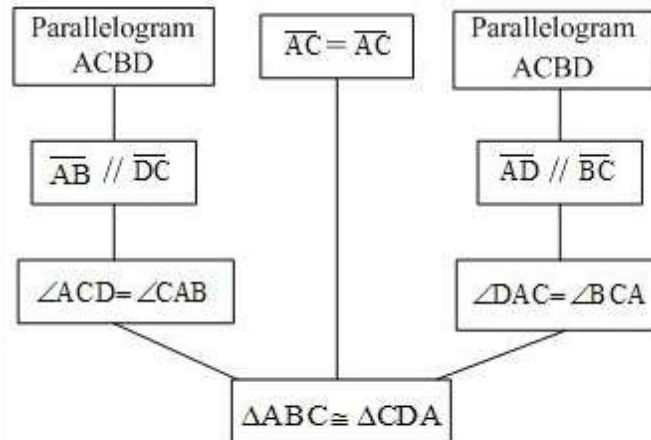 Parallelogram
ACBD
AC = AC
Parallelogram
ACBD
AB // DC
AD // BC
∠ACD=∠CAB
∠DAC=∠BCA
ΔABC≅ΔCDA